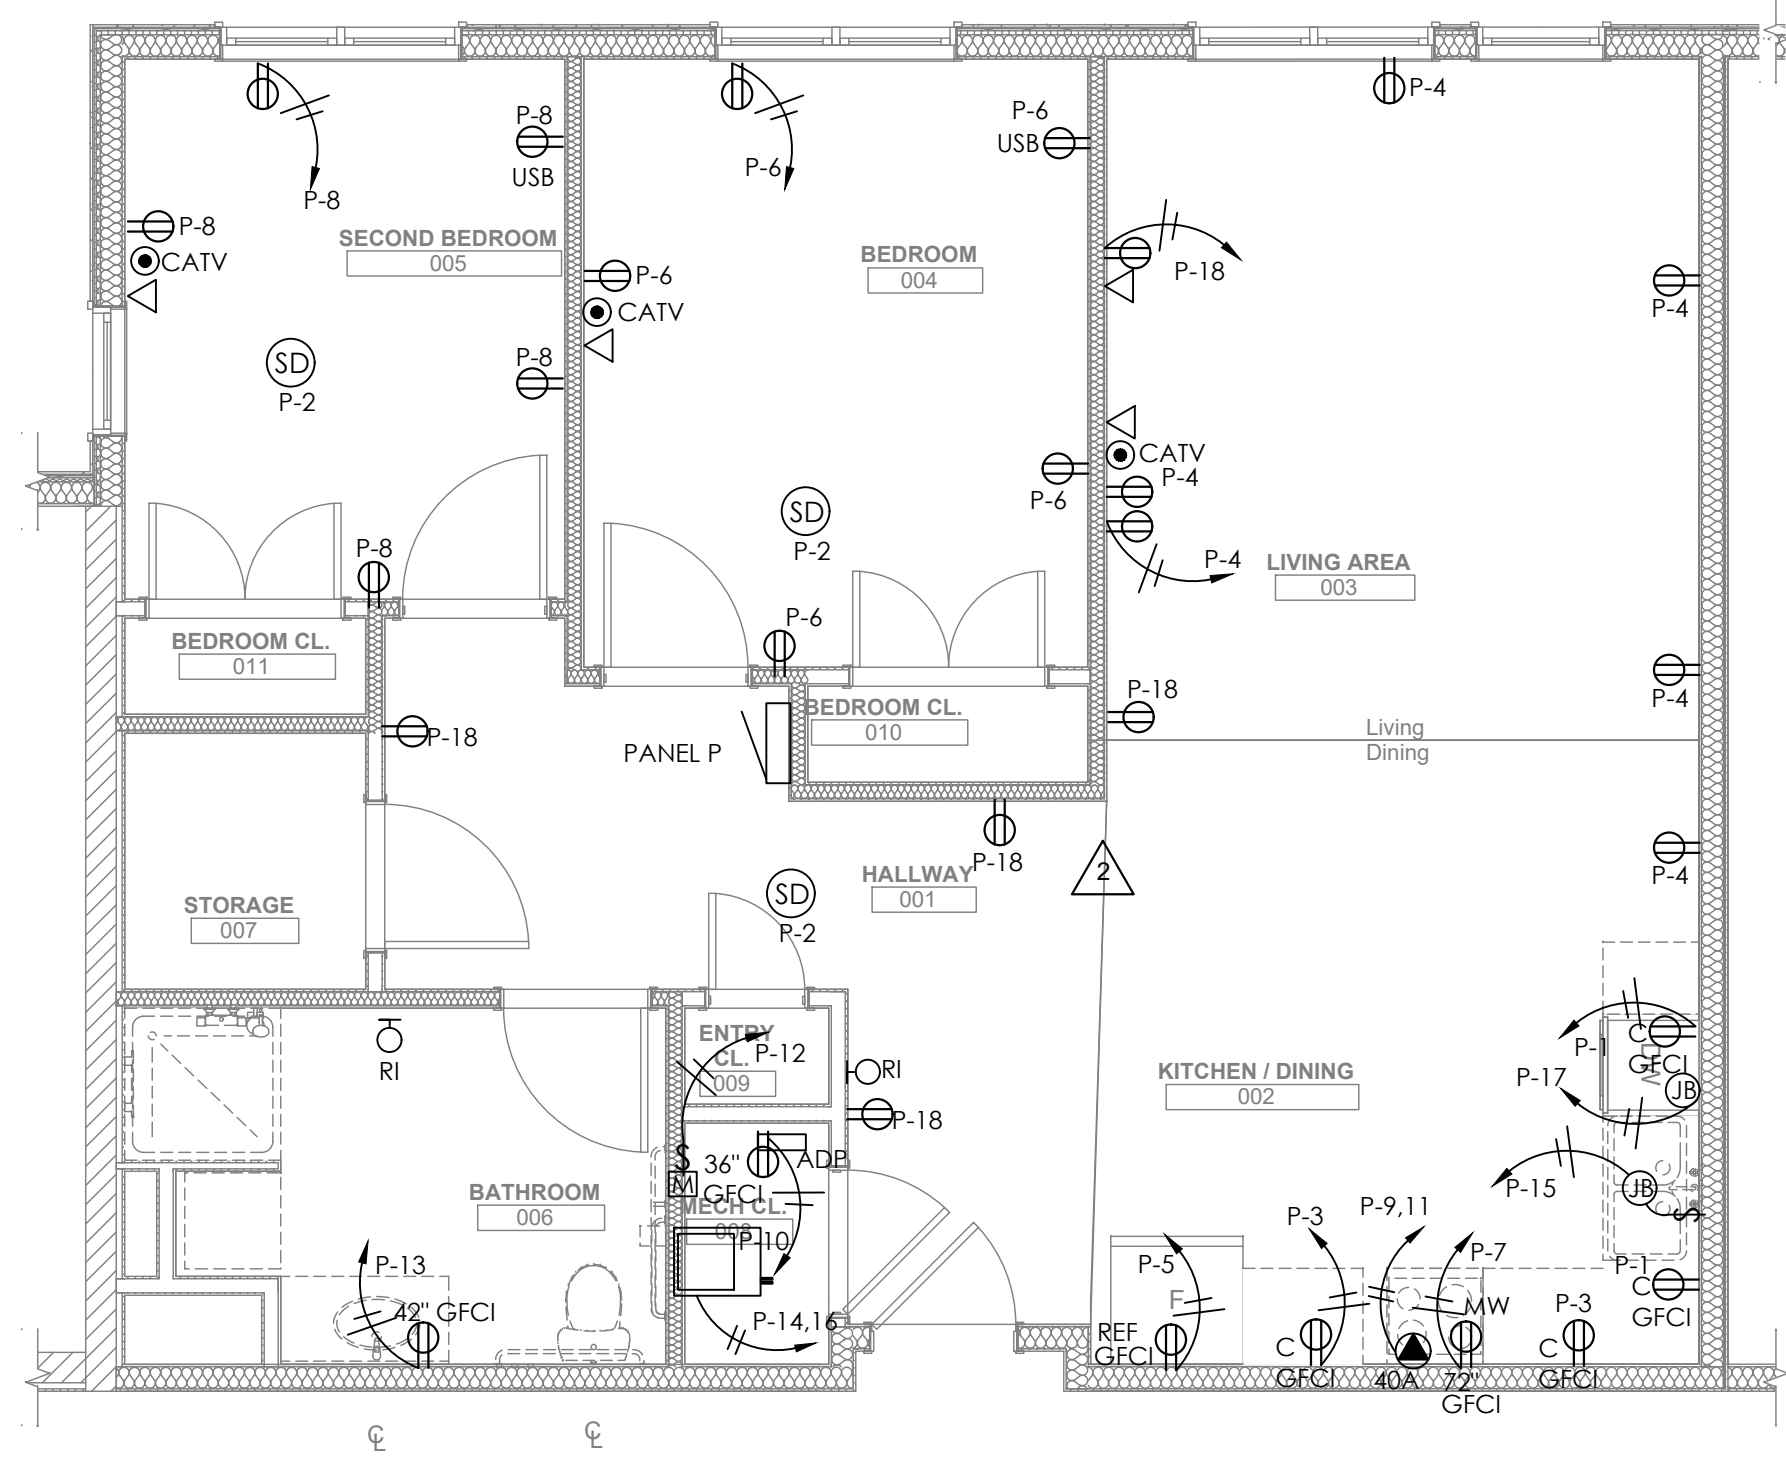 P-4
P-8
USB
P-6
USB
P-6
P-8
P-8
CATV
SECOND BEDROOM
005
BEDROOM
004
P-6
CATV
P-18
P-4
SD
P-2
P-8
CATV
P-4
P-6
SD
P-2
P-4
LIVING AREA
003
P-8
P-6
BEDROOM CL.
011
P-18
P-4
BEDROOM CL.
010
P-18
PANEL P
Living
Dining
P-18
2
P-4
HALLWAY
001
SD
P-2
STORAGE
007
ENTRY
CL.
009
P-12
RI
RI
P-18
C
GFCI
DW
P-1
P-17
JB
KITCHEN / DINING
002
36"
GFCI
ADP
S
M
MECH CL.
008
P-10
BATHROOM
006
P-15
JB
S
P-13
42" GFCI
P-14,16
P-5
F
REF
GFCI
P-3
C
GFCI
P-9,11
40A
P-7
MW
72"
GFCI
P-3
C
GFCI
P-1
C
GFCI
℄
℄